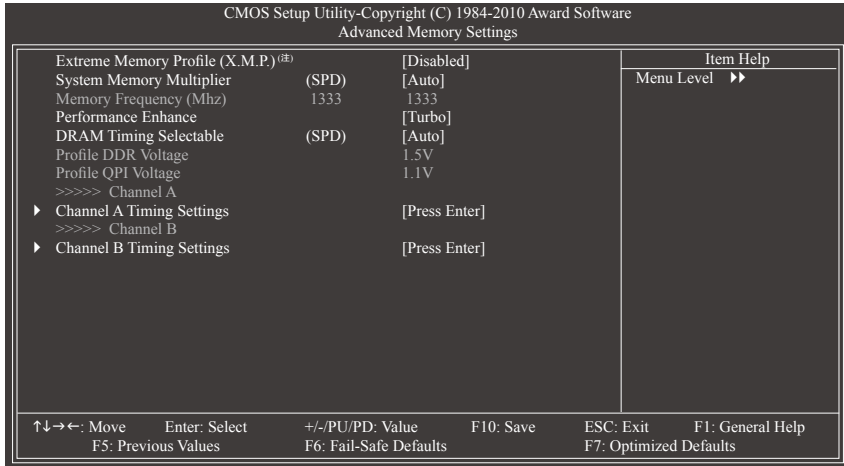 CMOS Setup Utility-Copyright (C) 1984-2010 Award Software
Advanced Memory Settings
Extreme Memory Profile (X.M.P.) (注) [Disabled]
System Memory Multiplier (SPD) [Auto]
Memory Frequency (Mhz) 1333 1333
Performance Enhance [Turbo]
DRAM Timing Selectable (SPD) [Auto]
Profile DDR Voltage 1.5V
Profile QPI Voltage 1.1V
>>>>> Channel A
Channel A Timing Settings [Press Enter]
>>>>> Channel B
Channel B Timing Settings [Press Enter]
Item Help
Menu Level
↑↓→←: Move Enter: Select +/-/PU/PD: Value F10: Save ESC: Exit F1: General Help
F5: Previous Values F6: Fail-Safe Defaults F7: Optimized Defaults